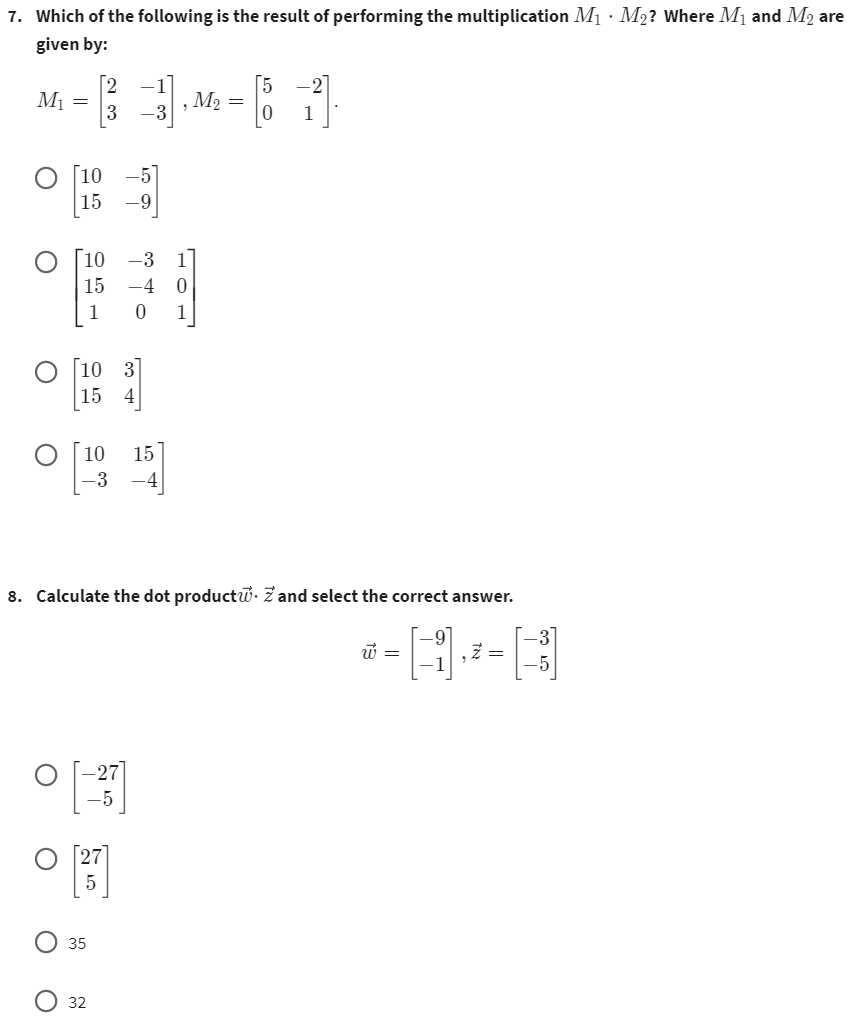 7. Which of the following is the result of performing the multiplication M₁ · M₂? Where M₁ and M₂ are
given by:
M₁ = [2 −1; 3 −3], M₂ = [5 −2; 0 1].
[10 −5; 15 −9]
[10 −3 1; 15 −4 0; 1 0 1]
[10 3; 15 4]
[10 15; −3 −4]
8. Calculate the dot product w⃗ · z⃗ and select the correct answer.
w⃗ = [−9; −1], z⃗ = [−3; −5]
[−27; −5]
[27; 5]
35
32